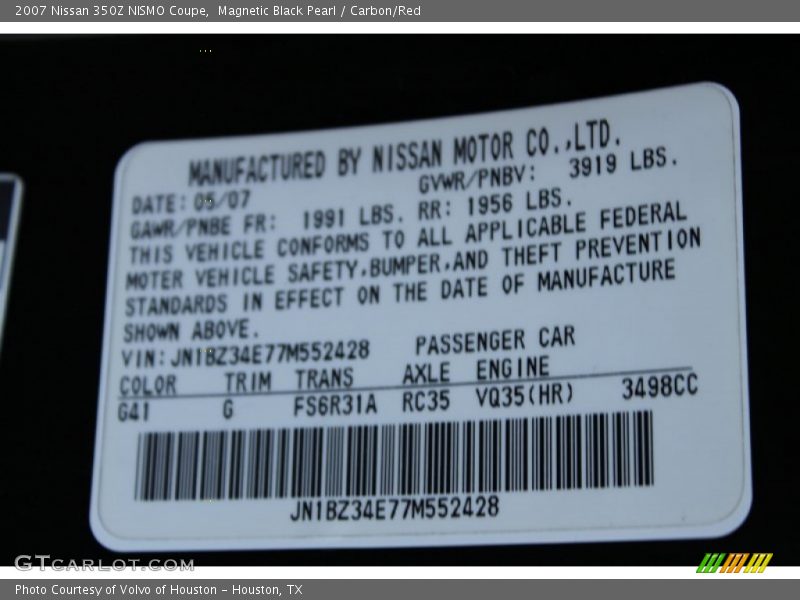 2007 Nissan 350Z NISMO Coupe, Magnetic Black Pearl / Carbon/Red
MANUFACTURED BY NISSAN MOTOR CO.,LTD.
DATE: /07 GVWR/PNBV: 3919 LBS.
GAWR/PNBE FR: 1991 LBS. RR: 1956 LBS.
THIS VEHICLE CONFORMS TO ALL APPLICABLE FEDERAL
MOTER VEHICLE SAFETY,BUMPER,AND THEFT PREVENTION
STANDARDS IN EFFECT ON THE DATE OF MANUFACTURE
SHOWN ABOVE.
VIN: JN1BZ34E77M552428 PASSENGER CAR
COLOR TRIM TRANS AXLE ENGINE
G41 G FS6R31A RC35 VQ35(HR) 3498CC
JN1BZ34E77M552428
GTCARLOT.COM
Photo Courtesy of Volvo of Houston - Houston, TX